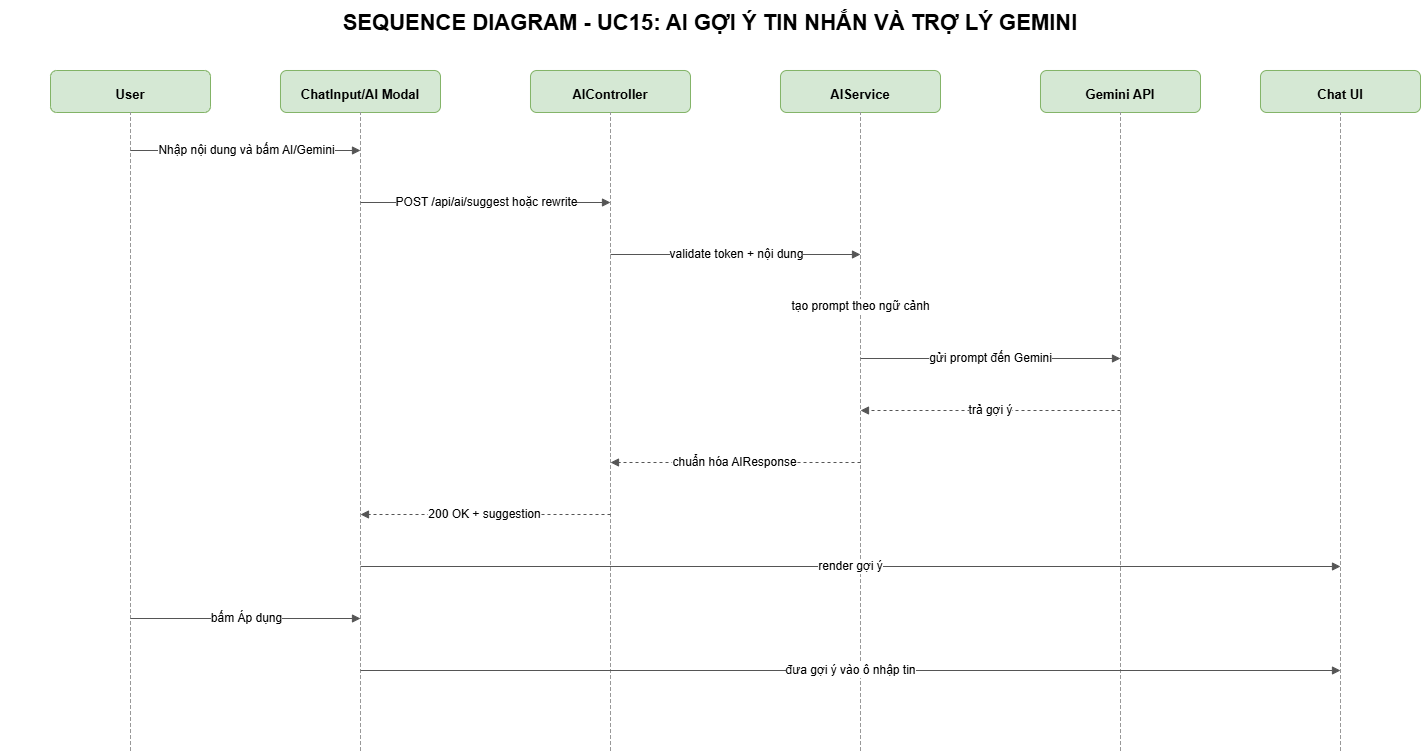 SEQUENCE DIAGRAM - UC15: AI GỢI Ý TIN NHẮN VÀ TRỢ LÝ GEMINI
User
ChatInput/AI Modal
AIController
AIService
Gemini API
Chat UI
Nhập nội dung và bấm AI/Gemini
POST /api/ai/suggest hoặc rewrite
validate token + nội dung
tạo prompt theo ngữ cảnh
gửi prompt đến Gemini
trả gợi ý
chuẩn hóa AIResponse
200 OK + suggestion
render gợi ý
bấm Áp dụng
đưa gợi ý vào ô nhập tin